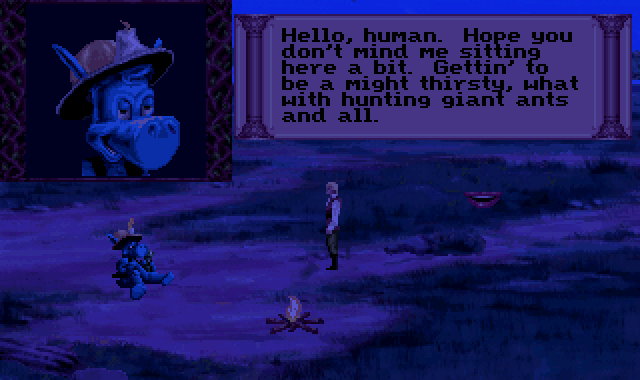 Hello, human.  Hope you
don't mind me sitting
here a bit.  Gettin' to
be a might thirsty, what
with hunting giant ants
and all.